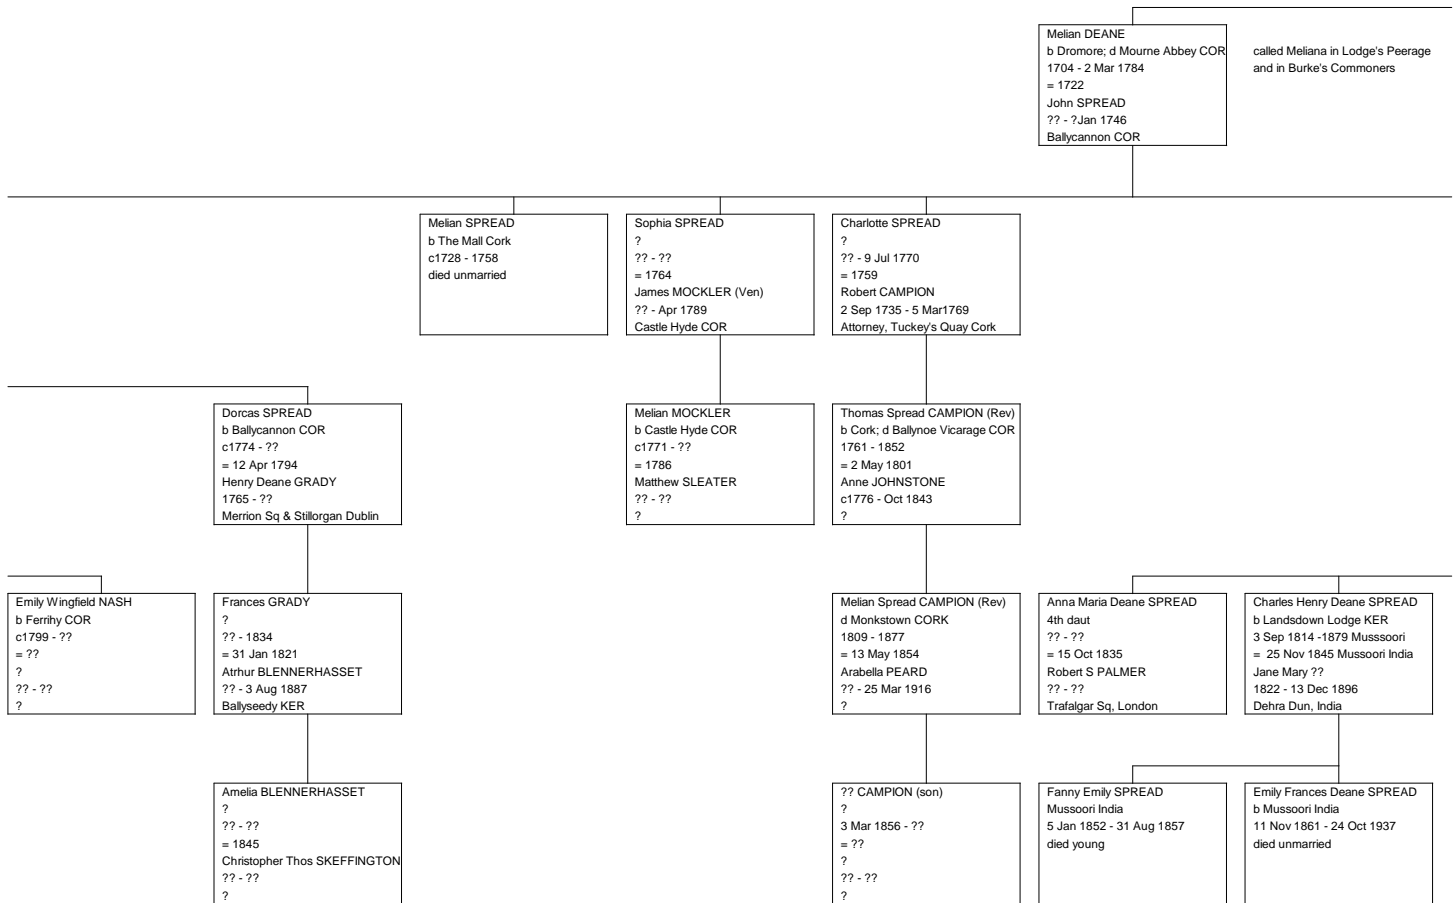 Melian DEANE
b Dromore; d Mourne Abbey COR
1704 - 2 Mar 1784
= 1722
John SPREAD
?? - ?Jan 1746
Ballycannon COR
called Meliana in Lodge's Peerage
and in Burke's Commoners
Melian SPREAD
b The Mall Cork
c1728 - 1758
died unmarried
Sophia SPREAD
?
?? - ??
= 1764
James MOCKLER (Ven)
?? - Apr 1789
Castle Hyde COR
Charlotte SPREAD
?
?? - 9 Jul 1770
= 1759
Robert CAMPION
2 Sep 1735 - 5 Mar1769
Attorney, Tuckey's Quay Cork
Dorcas SPREAD
b Ballycannon COR
c1774 - ??
= 12 Apr 1794
Henry Deane GRADY
1765 - ??
Merrion Sq & Stillorgan Dublin
Melian MOCKLER
b Castle Hyde COR
c1771 - ??
= 1786
Matthew SLEATER
?? - ??
?
Thomas Spread CAMPION (Rev)
b Cork; d Ballynoe Vicarage COR
1761 - 1852
= 2 May 1801
Anne JOHNSTONE
c1776 - Oct 1843
?
Emily Wingfield NASH
b Ferrihy COR
c1799 - ??
= ??
?
?? - ??
?
Frances GRADY
?
?? - 1834
= 31 Jan 1821
Atrhur BLENNERHASSET
?? - 3 Aug 1887
Ballyseedy KER
Melian Spread CAMPION (Rev)
d Monkstown CORK
1809 - 1877
= 13 May 1854
Arabella PEARD
?? - 25 Mar 1916
?
Anna Maria Deane SPREAD
4th daut
?? - ??
= 15 Oct 1835
Robert S PALMER
?? - ??
Trafalgar Sq, London
Charles Henry Deane SPREAD
b Landsdown Lodge KER
3 Sep 1814 -1879 Musssoori
=  25 Nov 1845 Mussoori India
Jane Mary ??
1822 - 13 Dec 1896
Dehra Dun, India
Amelia BLENNERHASSET
?
?? - ??
= 1845
Christopher Thos SKEFFINGTON
?? - ??
?
?? CAMPION (son)
?
3 Mar 1856 - ??
= ??
?
?? - ??
?
Fanny Emily SPREAD
Mussoori India
5 Jan 1852 - 31 Aug 1857
died young
Emily Frances Deane SPREAD
b Mussoori India
11 Nov 1861 - 24 Oct 1937
died unmarried